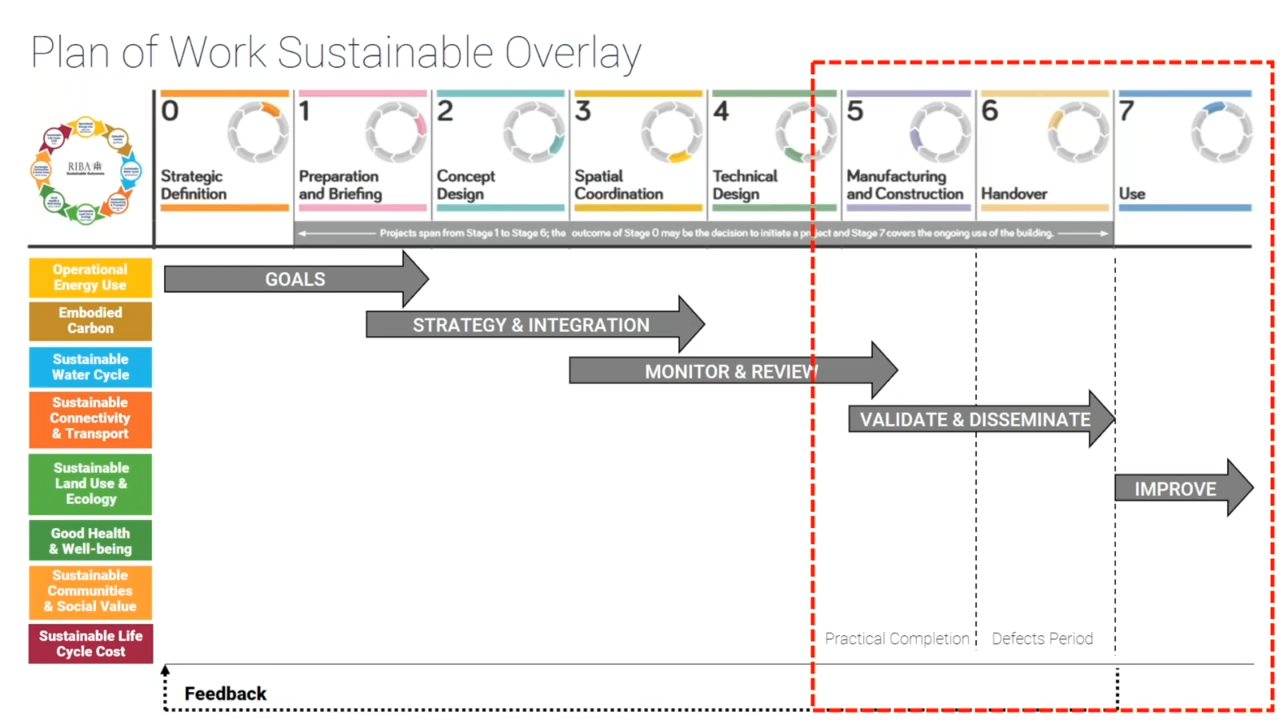 Plan of Work Sustainable Overlay
RIBA
Sustainable Outcomes
0
Strategic
Definition
1
Preparation
and Briefing
2
Concept
Design
3
Spatial
Coordination
4
Technical
Design
5
Manufacturing
and Construction
6
Handover
7
Use
Projects span from Stage 1 to Stage 6; the outcome of Stage 0 may be the decision to initiate a project and Stage 7 covers the ongoing use of the building.
Operational
Energy Use
Embodied
Carbon
Sustainable
Water Cycle
Sustainable
Connectivity
& Transport
Sustainable
Land Use &
Ecology
Good Health
& Well-being
Sustainable
Communities
& Social Value
Sustainable Life
Cycle Cost
GOALS
STRATEGY & INTEGRATION
MONITOR & REVIEW
VALIDATE & DISSEMINATE
IMPROVE
Practical Completion
Defects Period
Feedback